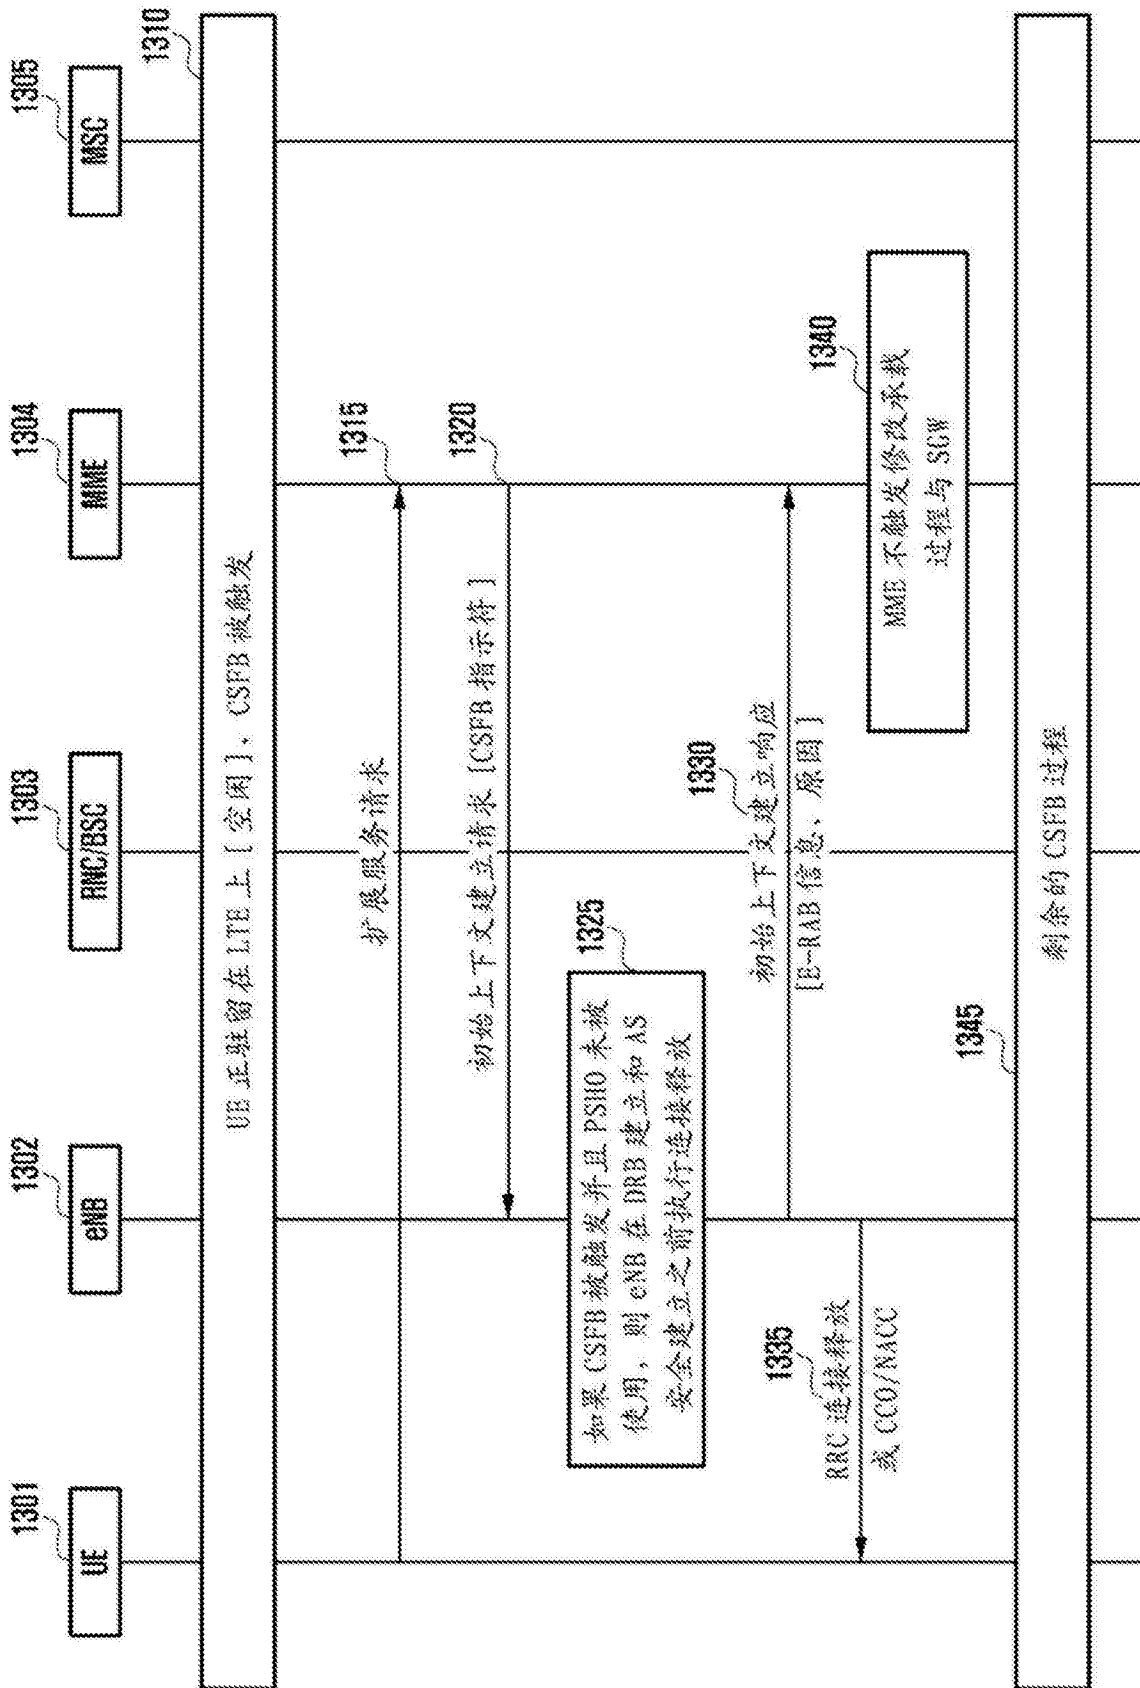 1301
1302
1303
1304
1305
UE
eNB
RNC/BSC
MME
MSC
1310
UE 正驻留在 LTE 上 [ 空闲 ]、CSFB 被触发
1315
扩展服务请求
1320
初始上下文建立请求 [CSFB 指示符 ]
1325
如果 CSFB 被触发并且 PSHO 未被
使用，则 eNB 在 DRB 建立和 AS
安全建立之前执行连接释放
1330
初始上下文建立响应
[E-RAB 信息、原因 ]
1335
RRC 连接释放
或 CCO/NACC
1340
MME 不触发修改承载
过程与 SGW
1345
剩余的 CSFB 过程